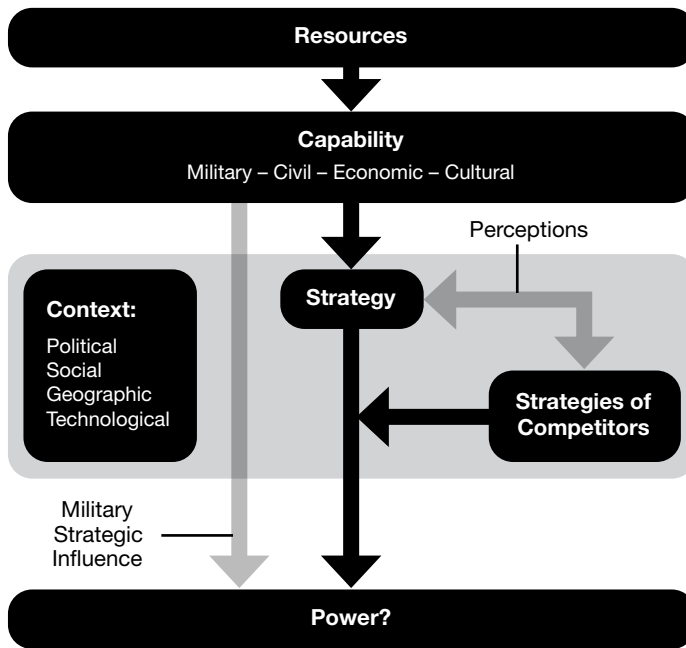 Resources
Capability
Military – Civil – Economic – Cultural
Perceptions
Strategy
Context:
Political
Social
Geographic
Technological
Strategies of
Competitors
Military
Strategic
Influence
Power?